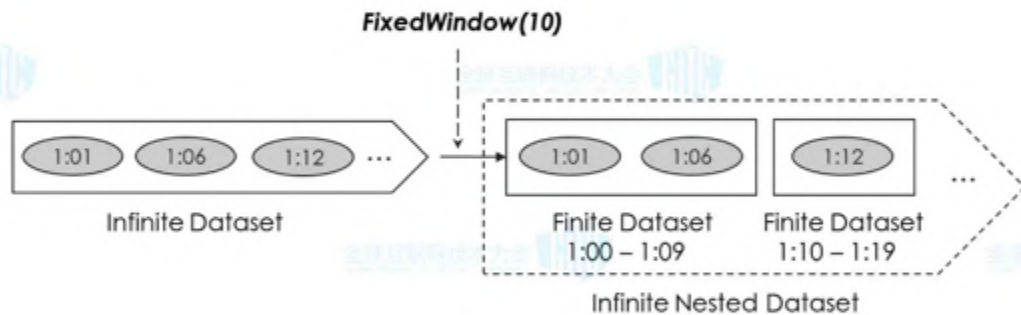 FixedWindow(10)
1:01 1:06 1:12 ...
1:01 1:06 1:12 ...
Infinite Dataset
Finite Dataset
1:00 – 1:09
Finite Dataset
1:10 – 1:19
Infinite Nested Dataset